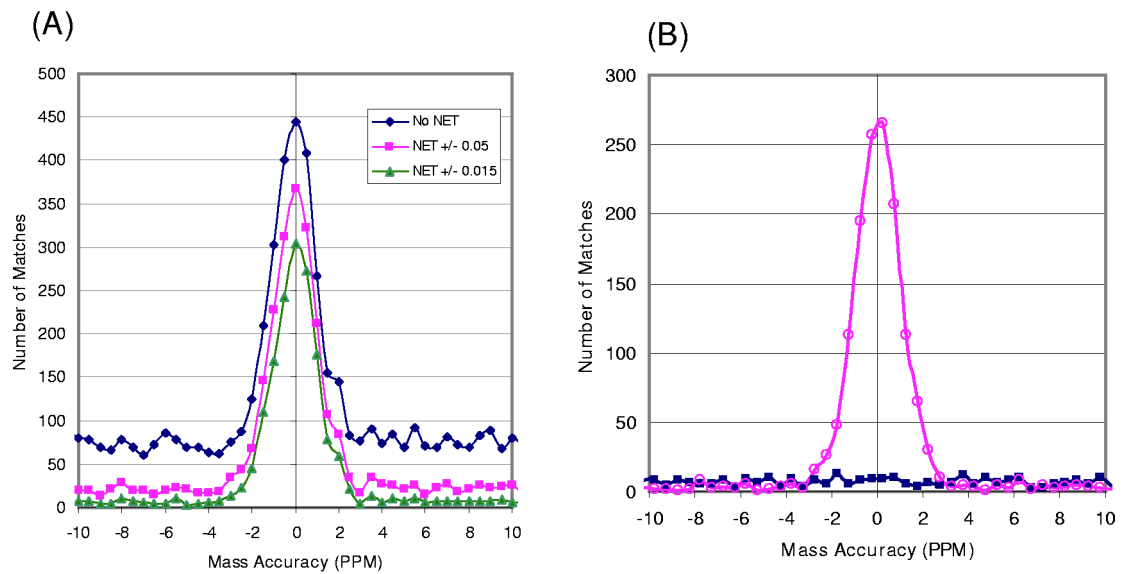 (A)
500
450
400
350
300
250
200
150
100
50
0
Number of Matches
-10 -8 -6 -4 -2 0 2 4 6 8 10
Mass Accuracy (PPM)
No NET
NET +/- 0.05
NET +/- 0.015
(B)
300
250
200
150
100
50
0
Number of Matches
-10 -8 -6 -4 -2 0 2 4 6 8 10
Mass Accuracy (PPM)